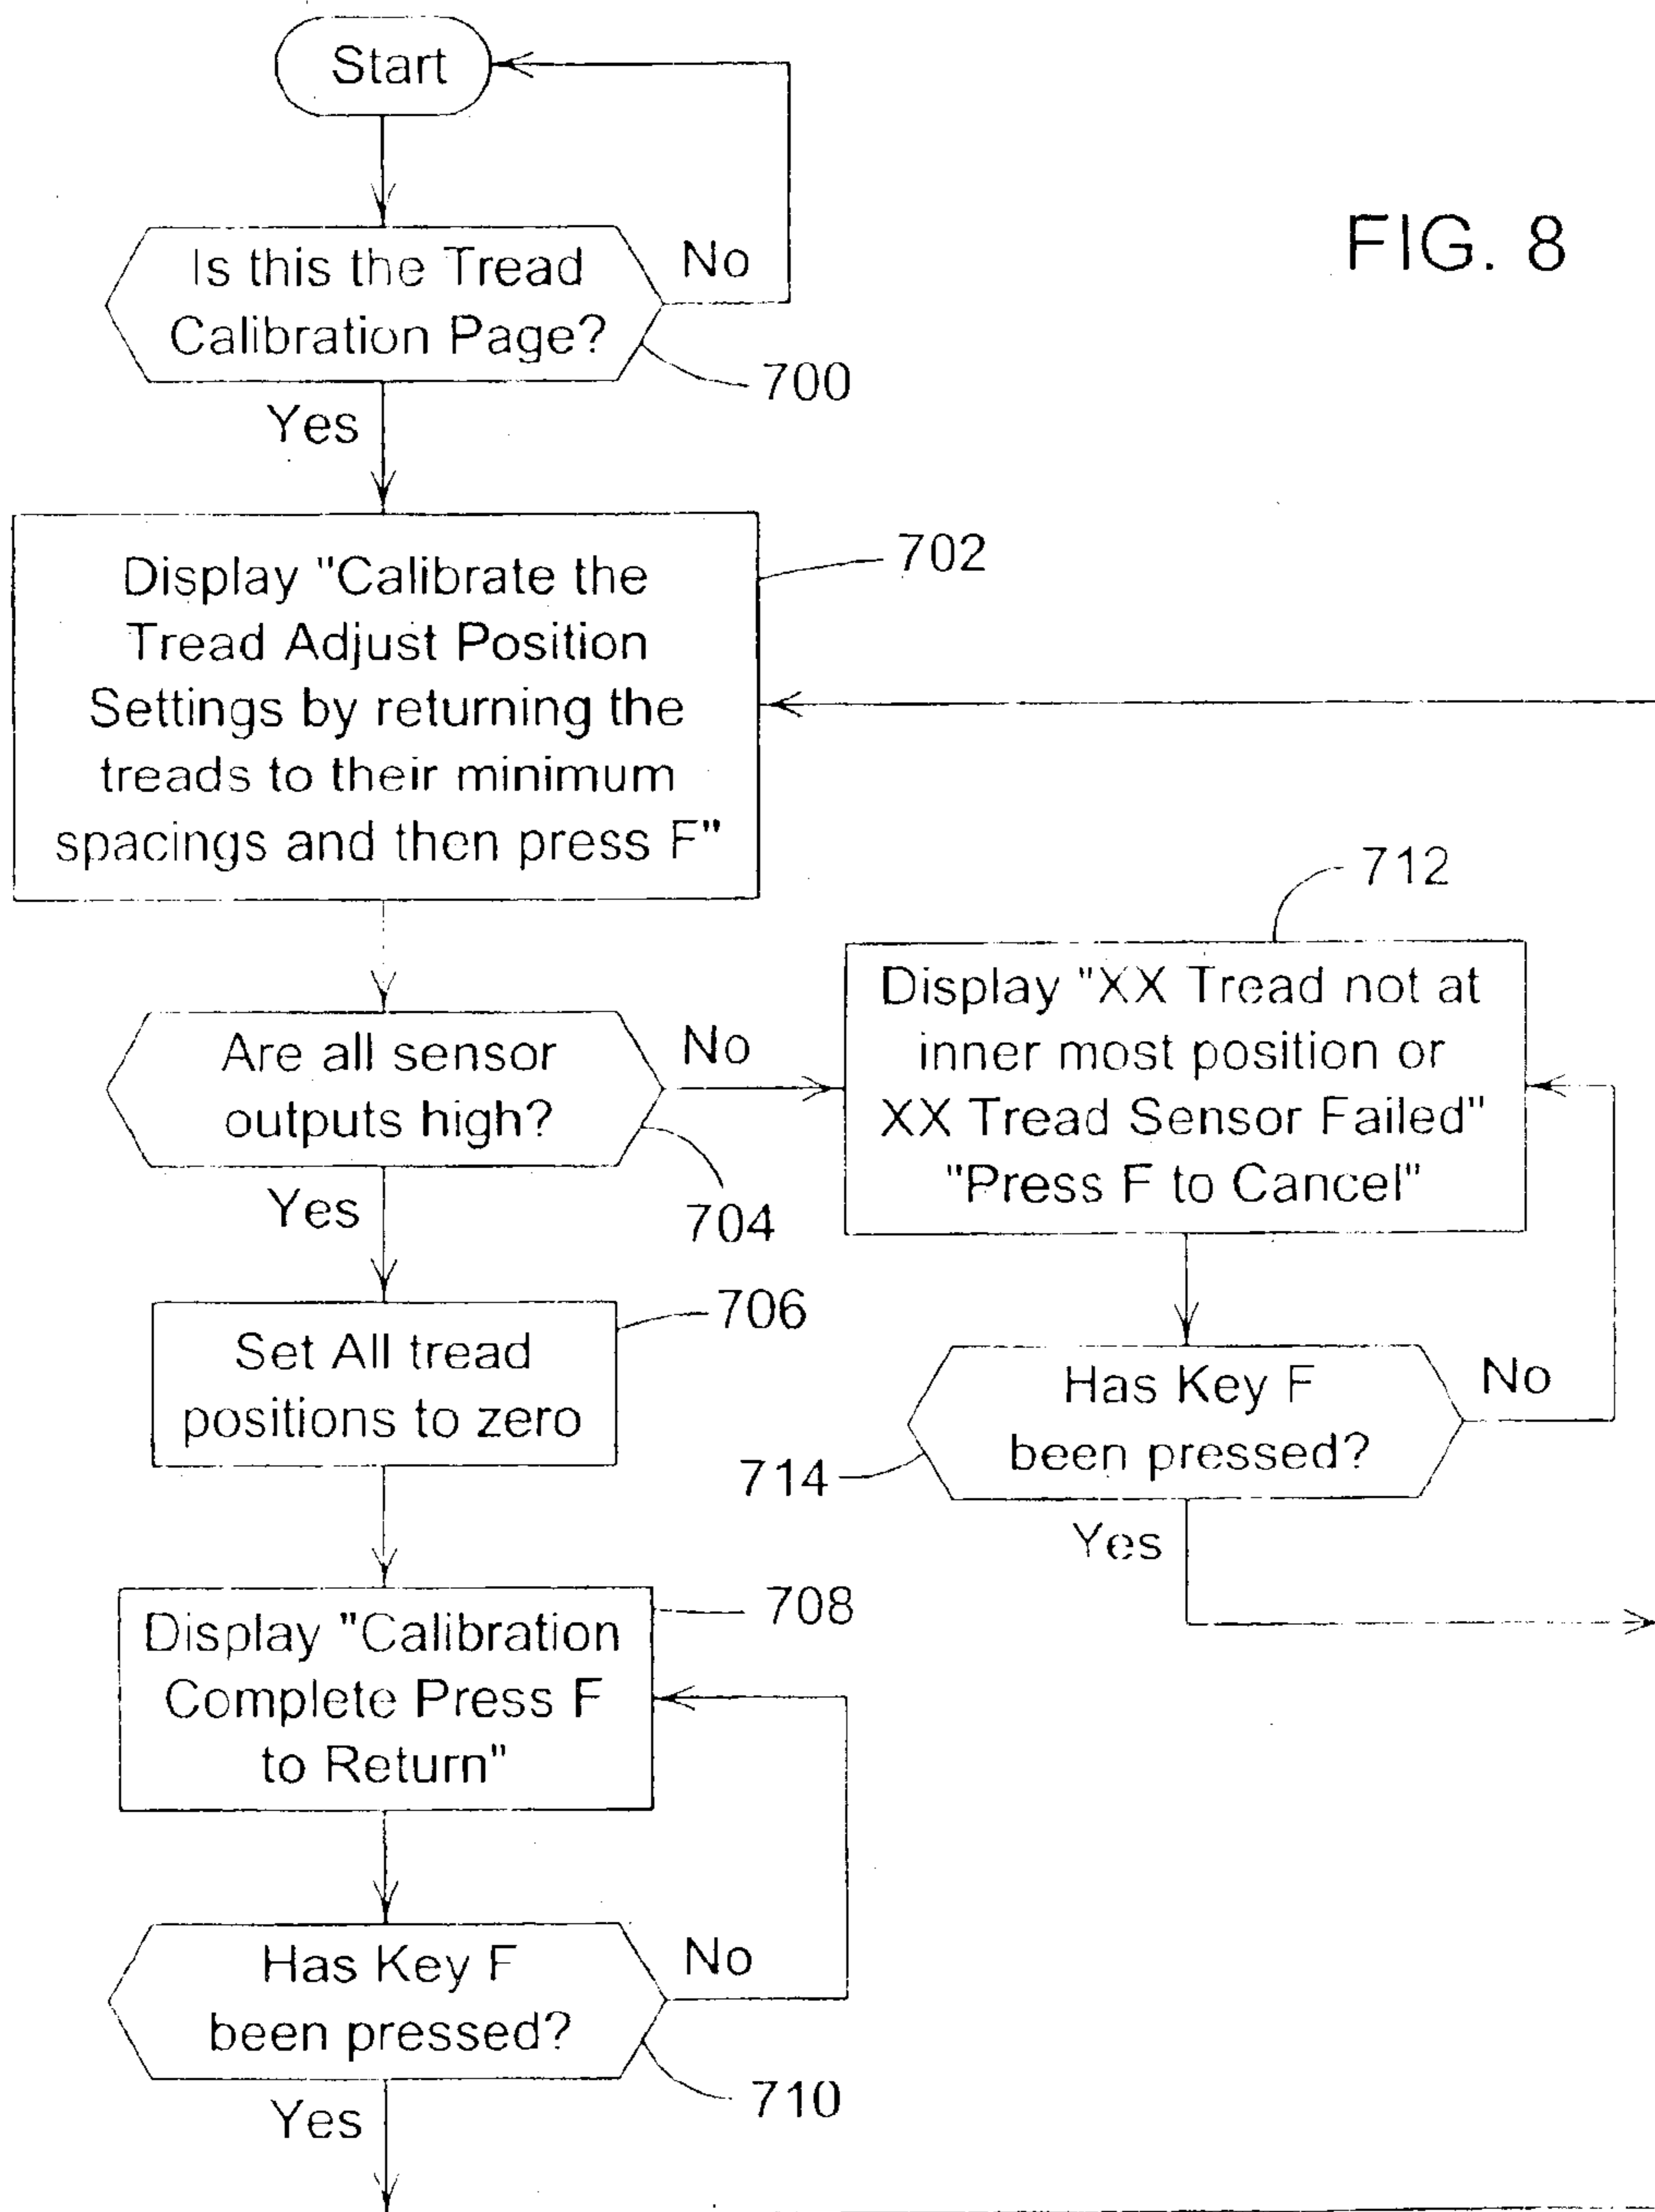 Start
FIG. 8
Is this the Tread
Calibration Page?
No
700
Yes
702
Display "Calibrate the
Tread Adjust Position
Settings by returning the
treads to their minimum
spacings and then press F"
712
Are all sensor
outputs high?
No
704
Yes
Display "XX Tread not at
inner most position or
XX Tread Sensor Failed"
"Press F to Cancel"
706
Set All tread
positions to zero
Has Key F
been pressed?
No
714
Yes
708
Display "Calibration
Complete Press F
to Return"
Has Key F
been pressed?
No
710
Yes